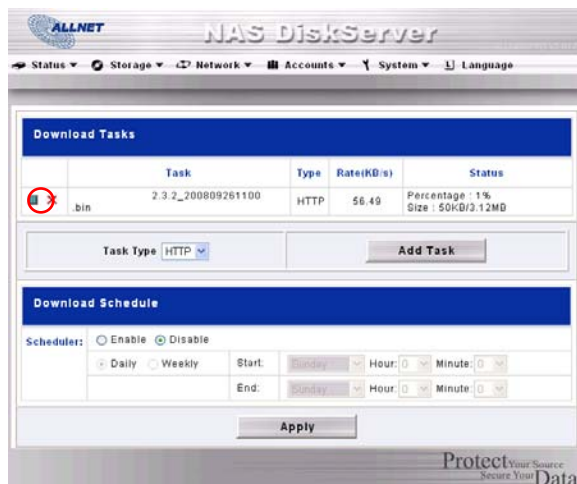 ALLNET
NAS DiskServer
Status Storage Network Accounts System Language
Download Tasks
Task Type Rate(KB/s) Status
2.3.2_200809261100
.bin
HTTP 56.49
Percentage : 1%
Size : 50KB/3.12MB
Task Type HTTP Add Task
Download Schedule
Scheduler: Enable Disable
Daily Weekly Start: Sunday Hour: 0 Minute: 0
End: Sunday Hour: 0 Minute: 0
Apply
Protect Your Source
Secure Your Data